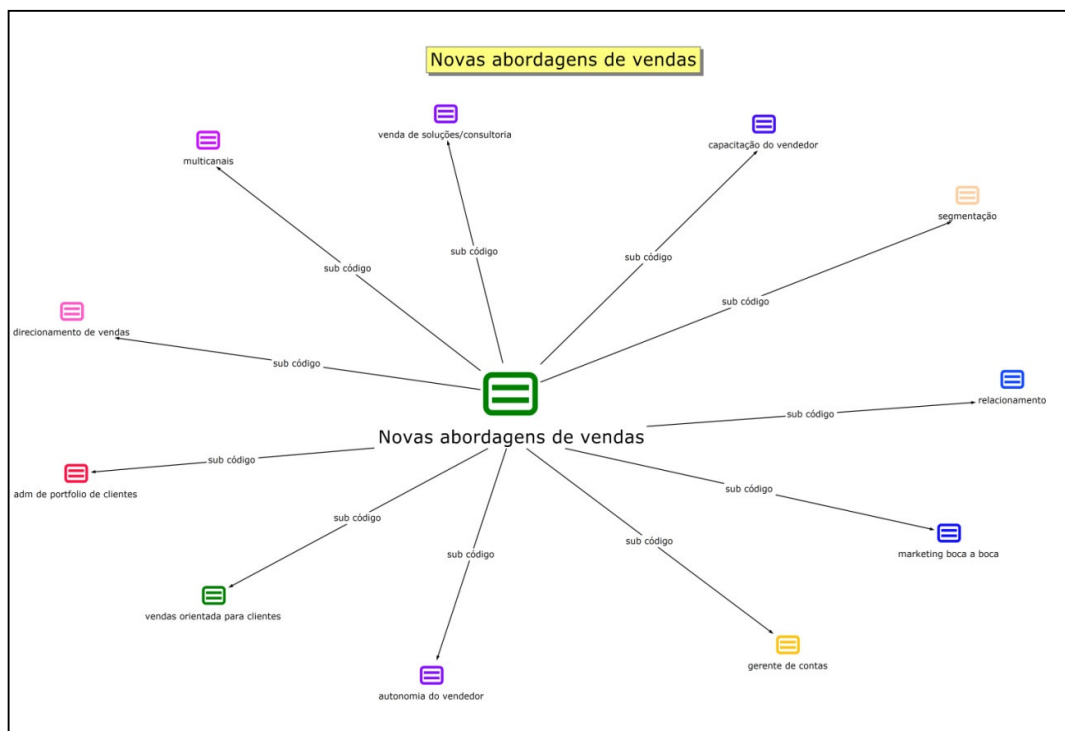 Novas abordagens de vendas
venda de soluções/consultoria
capacitação do vendedor
multicanais
segmentação
sub código
sub código
sub código
sub código
direcionamento de vendas
sub código
relacionamento
sub código
Novas abordagens de vendas
sub código
adm de portfolio de clientes
sub código
sub código
sub código
sub código
marketing boca a boca
vendas orientada para clientes
gerente de contas
autonomia do vendedor